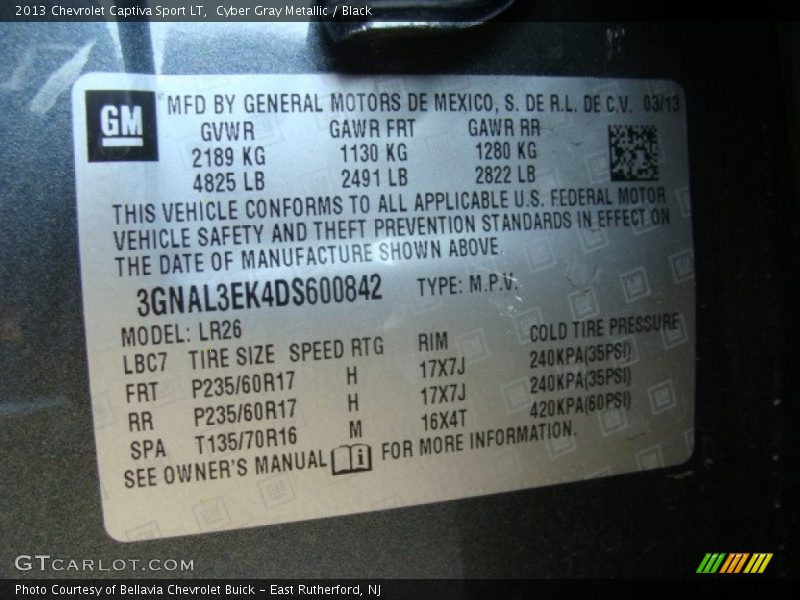 2013 Chevrolet Captiva Sport LT, Cyber Gray Metallic / Black
GM MFD BY GENERAL MOTORS DE MEXICO, S. DE R.L. DE C.V. 03/13
GVWR GAWR FRT GAWR RR
2189 KG 1130 KG 1280 KG
4825 LB 2491 LB 2822 LB
THIS VEHICLE CONFORMS TO ALL APPLICABLE U.S. FEDERAL MOTOR
VEHICLE SAFETY AND THEFT PREVENTION STANDARDS IN EFFECT ON
THE DATE OF MANUFACTURE SHOWN ABOVE.
3GNAL3EK4DS600842 TYPE: M.P.V.
MODEL: LR26
LBC7 TIRE SIZE SPEED RTG RIM COLD TIRE PRESSURE
FRT P235/60R17 H 17X7J 240KPA(35PSI)
RR P235/60R17 H 17X7J 240KPA(35PSI)
SPA T135/70R16 M 16X4T 420KPA(60PSI)
SEE OWNER'S MANUAL FOR MORE INFORMATION.
GTCARLOT.COM
Photo Courtesy of Bellavia Chevrolet Buick – East Rutherford, NJ